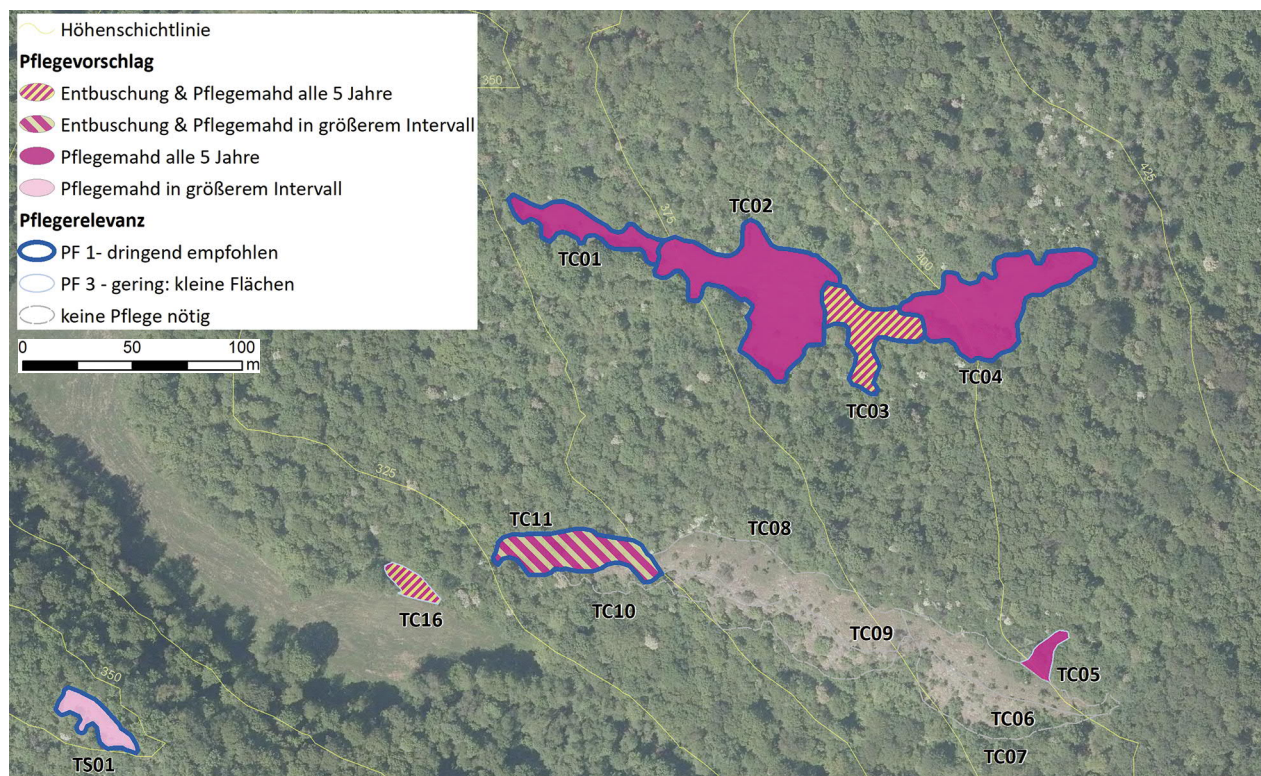 Höhenschichtlinie
Pflegevorschlag
Entbuschung & Pflegemahd alle 5 Jahre
Entbuschung & Pflegemahd in größerem Intervall
Pflegemahd alle 5 Jahre
Pflegemahd in größerem Intervall
Pflegerelevanz
PF 1- dringend empfohlen
PF 3 - gering: kleine Flächen
keine Pflege nötig
0 50 100
m
350
425
375
TC02
TC01
400
TC04
TC03
325
TC11
TC08
TC10
TC16
TC09
TC05
350
TC06
TC07
TS01